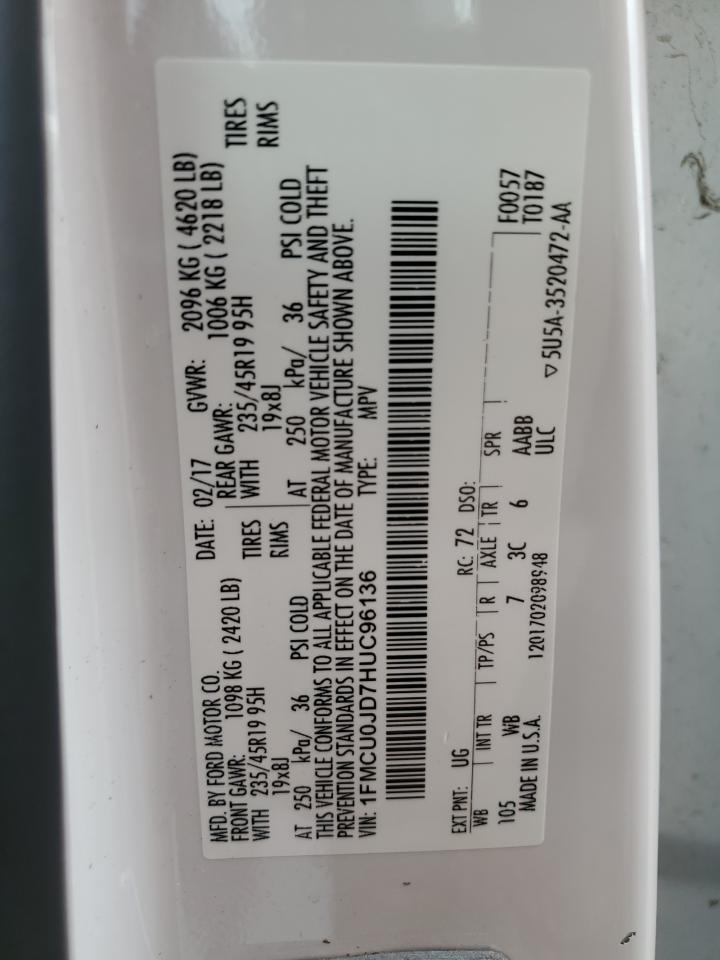 MFD. BY FORD MOTOR CO.
DATE: 02/17 GVWR: 2096 KG ( 4620 LB)
FRONT GAWR: 1098 KG ( 2420 LB) REAR GAWR: 1006 KG ( 2218 LB)
WITH 235/45R19 95H TIRES WITH 235/45R19 95H TIRES
19x8J RIMS 19x8J RIMS
AT 250 kPa/ 36 PSI COLD AT 250 kPa/ 36 PSI COLD
THIS VEHICLE CONFORMS TO ALL APPLICABLE FEDERAL MOTOR VEHICLE SAFETY AND THEFT
PREVENTION STANDARDS IN EFFECT ON THE DATE OF MANUFACTURE SHOWN ABOVE.
VIN: 1FMCU0JD7HUC96136 TYPE: MPV
EXT PNT: UG RC: 72 DSO:
WB INT TR TP/PS R AXLE TR SPR F0057
105 WB 7 3C 6 AABB T0187
MADE IN U.S.A. 1201702098948 ULC ▽5U5A-3520472-AA